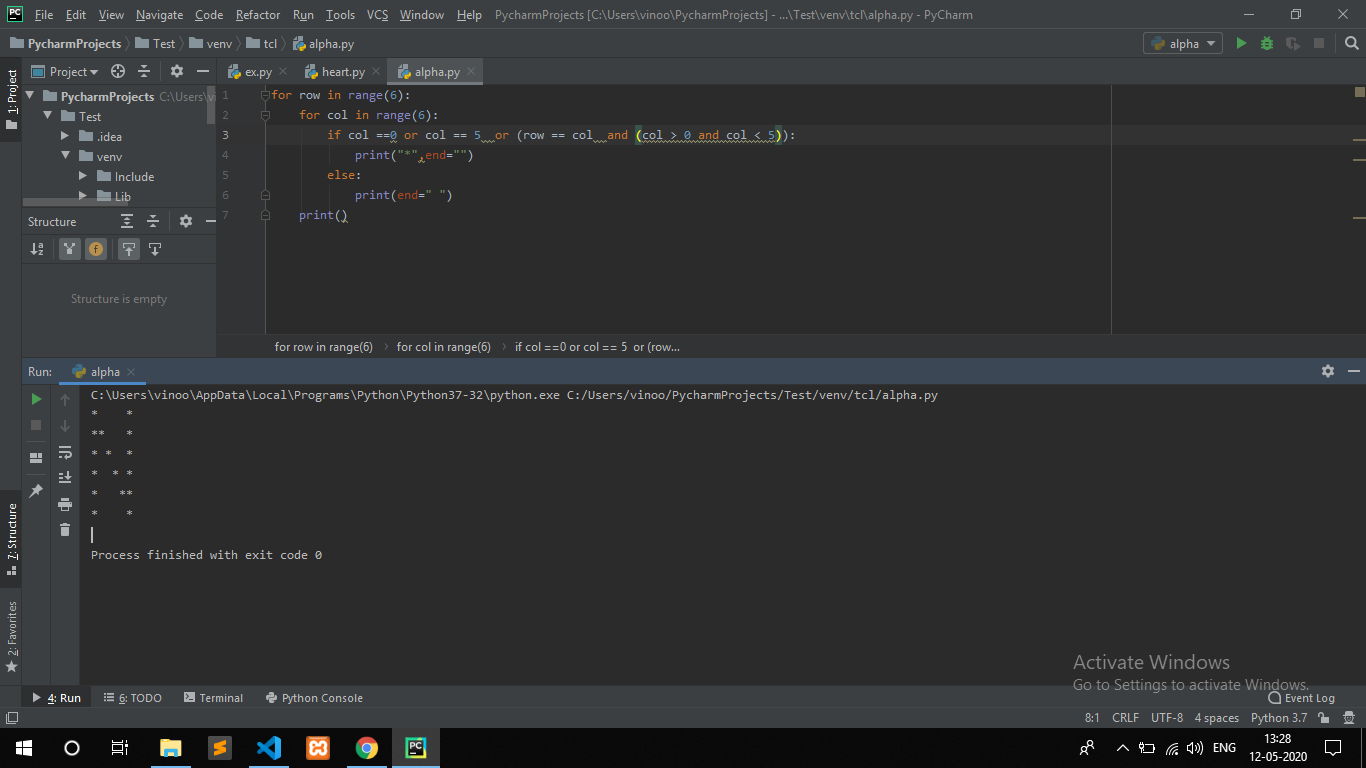 PC File Edit View Navigate Code Refactor Run Tools VCS Window Help PycharmProjects [C:\Users\vinoo\PycharmProjects] - ...\Test\venv\tcl\alpha.py - PyCharm
PycharmProjects Test venv tcl alpha.py alpha
1: Project
Project ex.py heart.py alpha.py
PycharmProjects C:\Users\vi
Test
.idea
venv
Include
Lib
1 for row in range(6):
2     for col in range(6):
3         if col ==0 or col == 5  or (row == col  and (col > 0 and col < 5)):
4             print("*",end="")
5         else:
6             print(end=" ")
7     print()
Structure
Structure is empty
for row in range(6) for col in range(6) if col ==0 or col == 5 or (row...
Run: alpha
C:\Users\vinoo\AppData\Local\Programs\Python\Python37-32\python.exe C:/Users/vinoo/PycharmProjects/Test/venv/tcl/alpha.py
*    *
**   *
* *  *
*  * *
*   **
*    *
Process finished with exit code 0
7: Structure
2: Favorites
Activate Windows
Go to Settings to activate Windows.
4: Run 6: TODO Terminal Python Console Event Log
8:1 CRLF UTF-8 4 spaces Python 3.7
PC ENG 13:28
12-05-2020